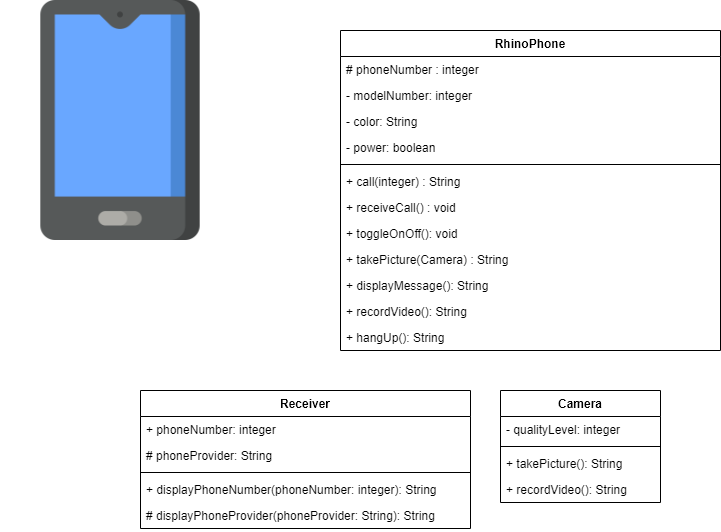 RhinoPhone
# phoneNumber : integer
- modelNumber: integer
- color: String
- power: boolean
+ call(integer) : String
+ receiveCall() : void
+ toggleOnOff(): void
+ takePicture(Camera) : String
+ displayMessage(): String
+ recordVideo(): String
+ hangUp(): String
Receiver
+ phoneNumber: integer
# phoneProvider: String
+ displayPhoneNumber(phoneNumber: integer): String
# displayPhoneProvider(phoneProvider: String): String
Camera
- qualityLevel: integer
+ takePicture(): String
+ recordVideo(): String